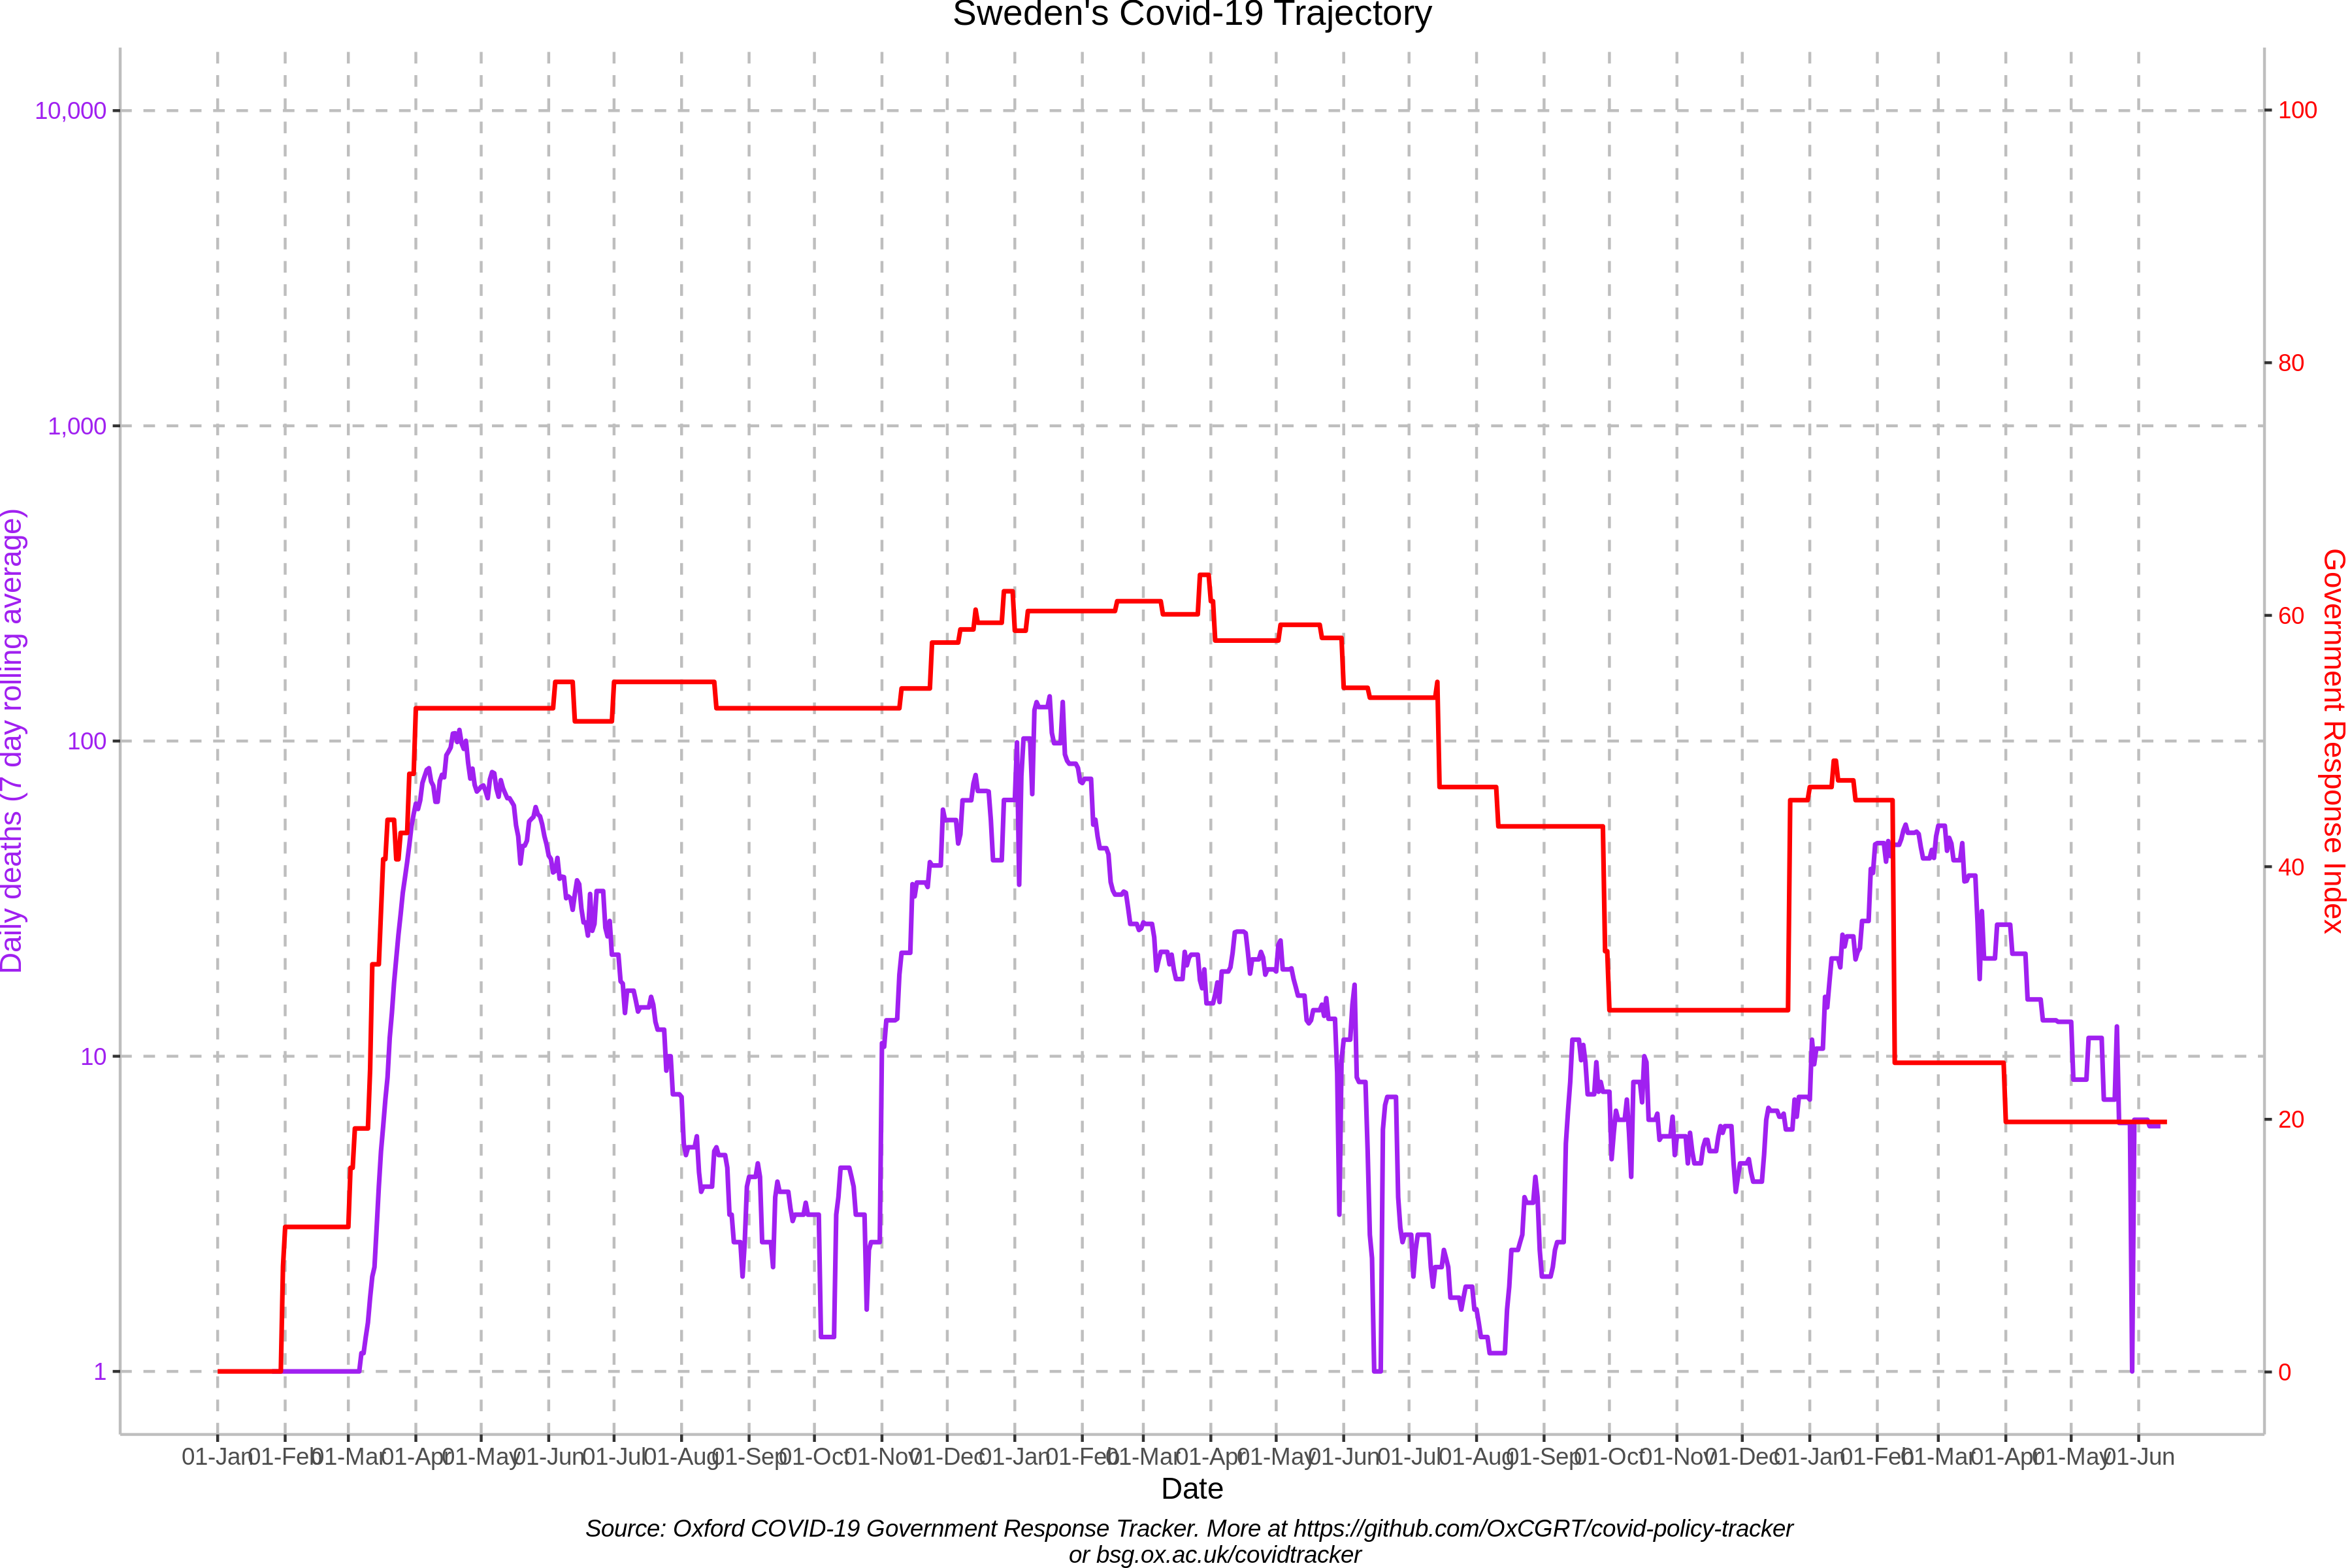 Sweden's Covid-19 Trajectory
10,000
1,000
100
10
1
Daily deaths (7 day rolling average)
100
80
60
40
20
0
Government Response Index
01-Jan 01-Feb 01-Mar 01-Apr 01-May 01-Jun 01-Jul 01-Aug 01-Sep 01-Oct 01-Nov 01-Dec 01-Jan 01-Feb 01-Mar 01-Apr 01-May 01-Jun 01-Jul 01-Aug 01-Sep 01-Oct 01-Nov 01-Dec 01-Jan 01-Feb 01-Mar 01-Apr 01-May 01-Jun
Date
Source: Oxford COVID-19 Government Response Tracker. More at https://github.com/OxCGRT/covid-policy-tracker
or bsg.ox.ac.uk/covidtracker